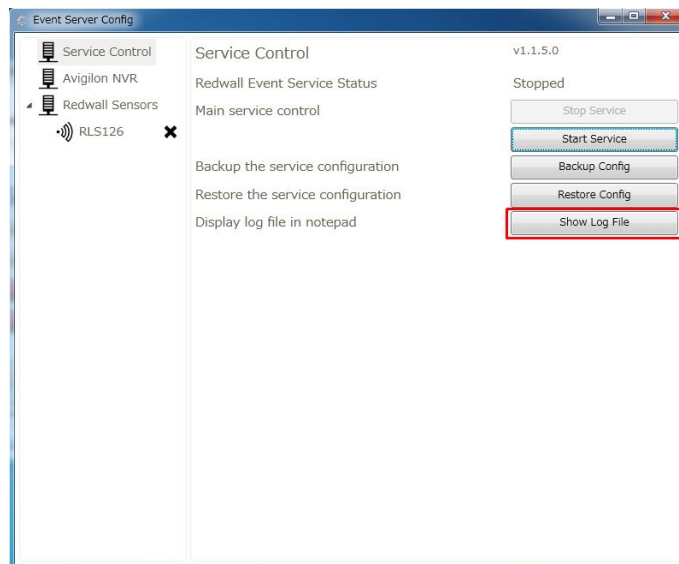 Event Server Config
Service Control
Avigilon NVR
Redwall Sensors
RLS126
Service Control
v1.1.5.0
Redwall Event Service Status
Stopped
Main service control
Stop Service
Start Service
Backup the service configuration
Backup Config
Restore the service configuration
Restore Config
Display log file in notepad
Show Log File